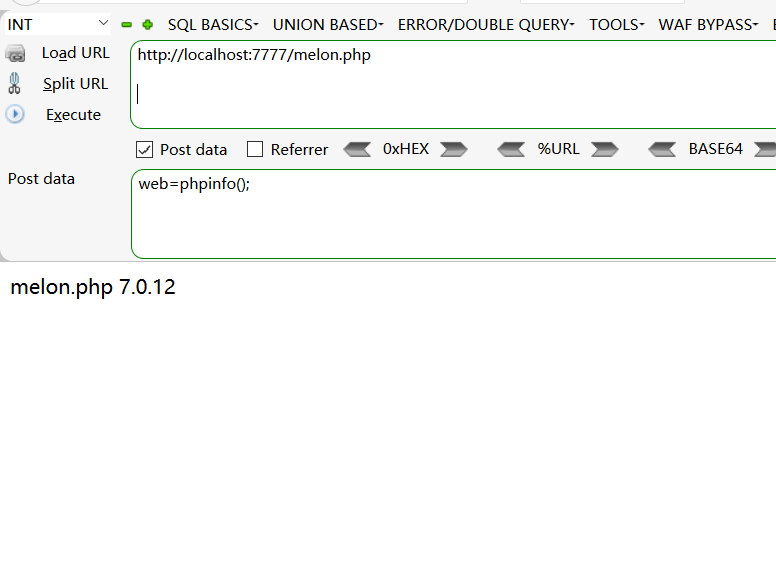 INT SQL BASICS UNION BASED ERROR/DOUBLE QUERY TOOLS WAF BYPASS
Load URL http://localhost:7777/melon.php
Split URL
Execute
Post data Referrer 0xHEX %URL BASE64
Post data web=phpinfo();
melon.php 7.0.12